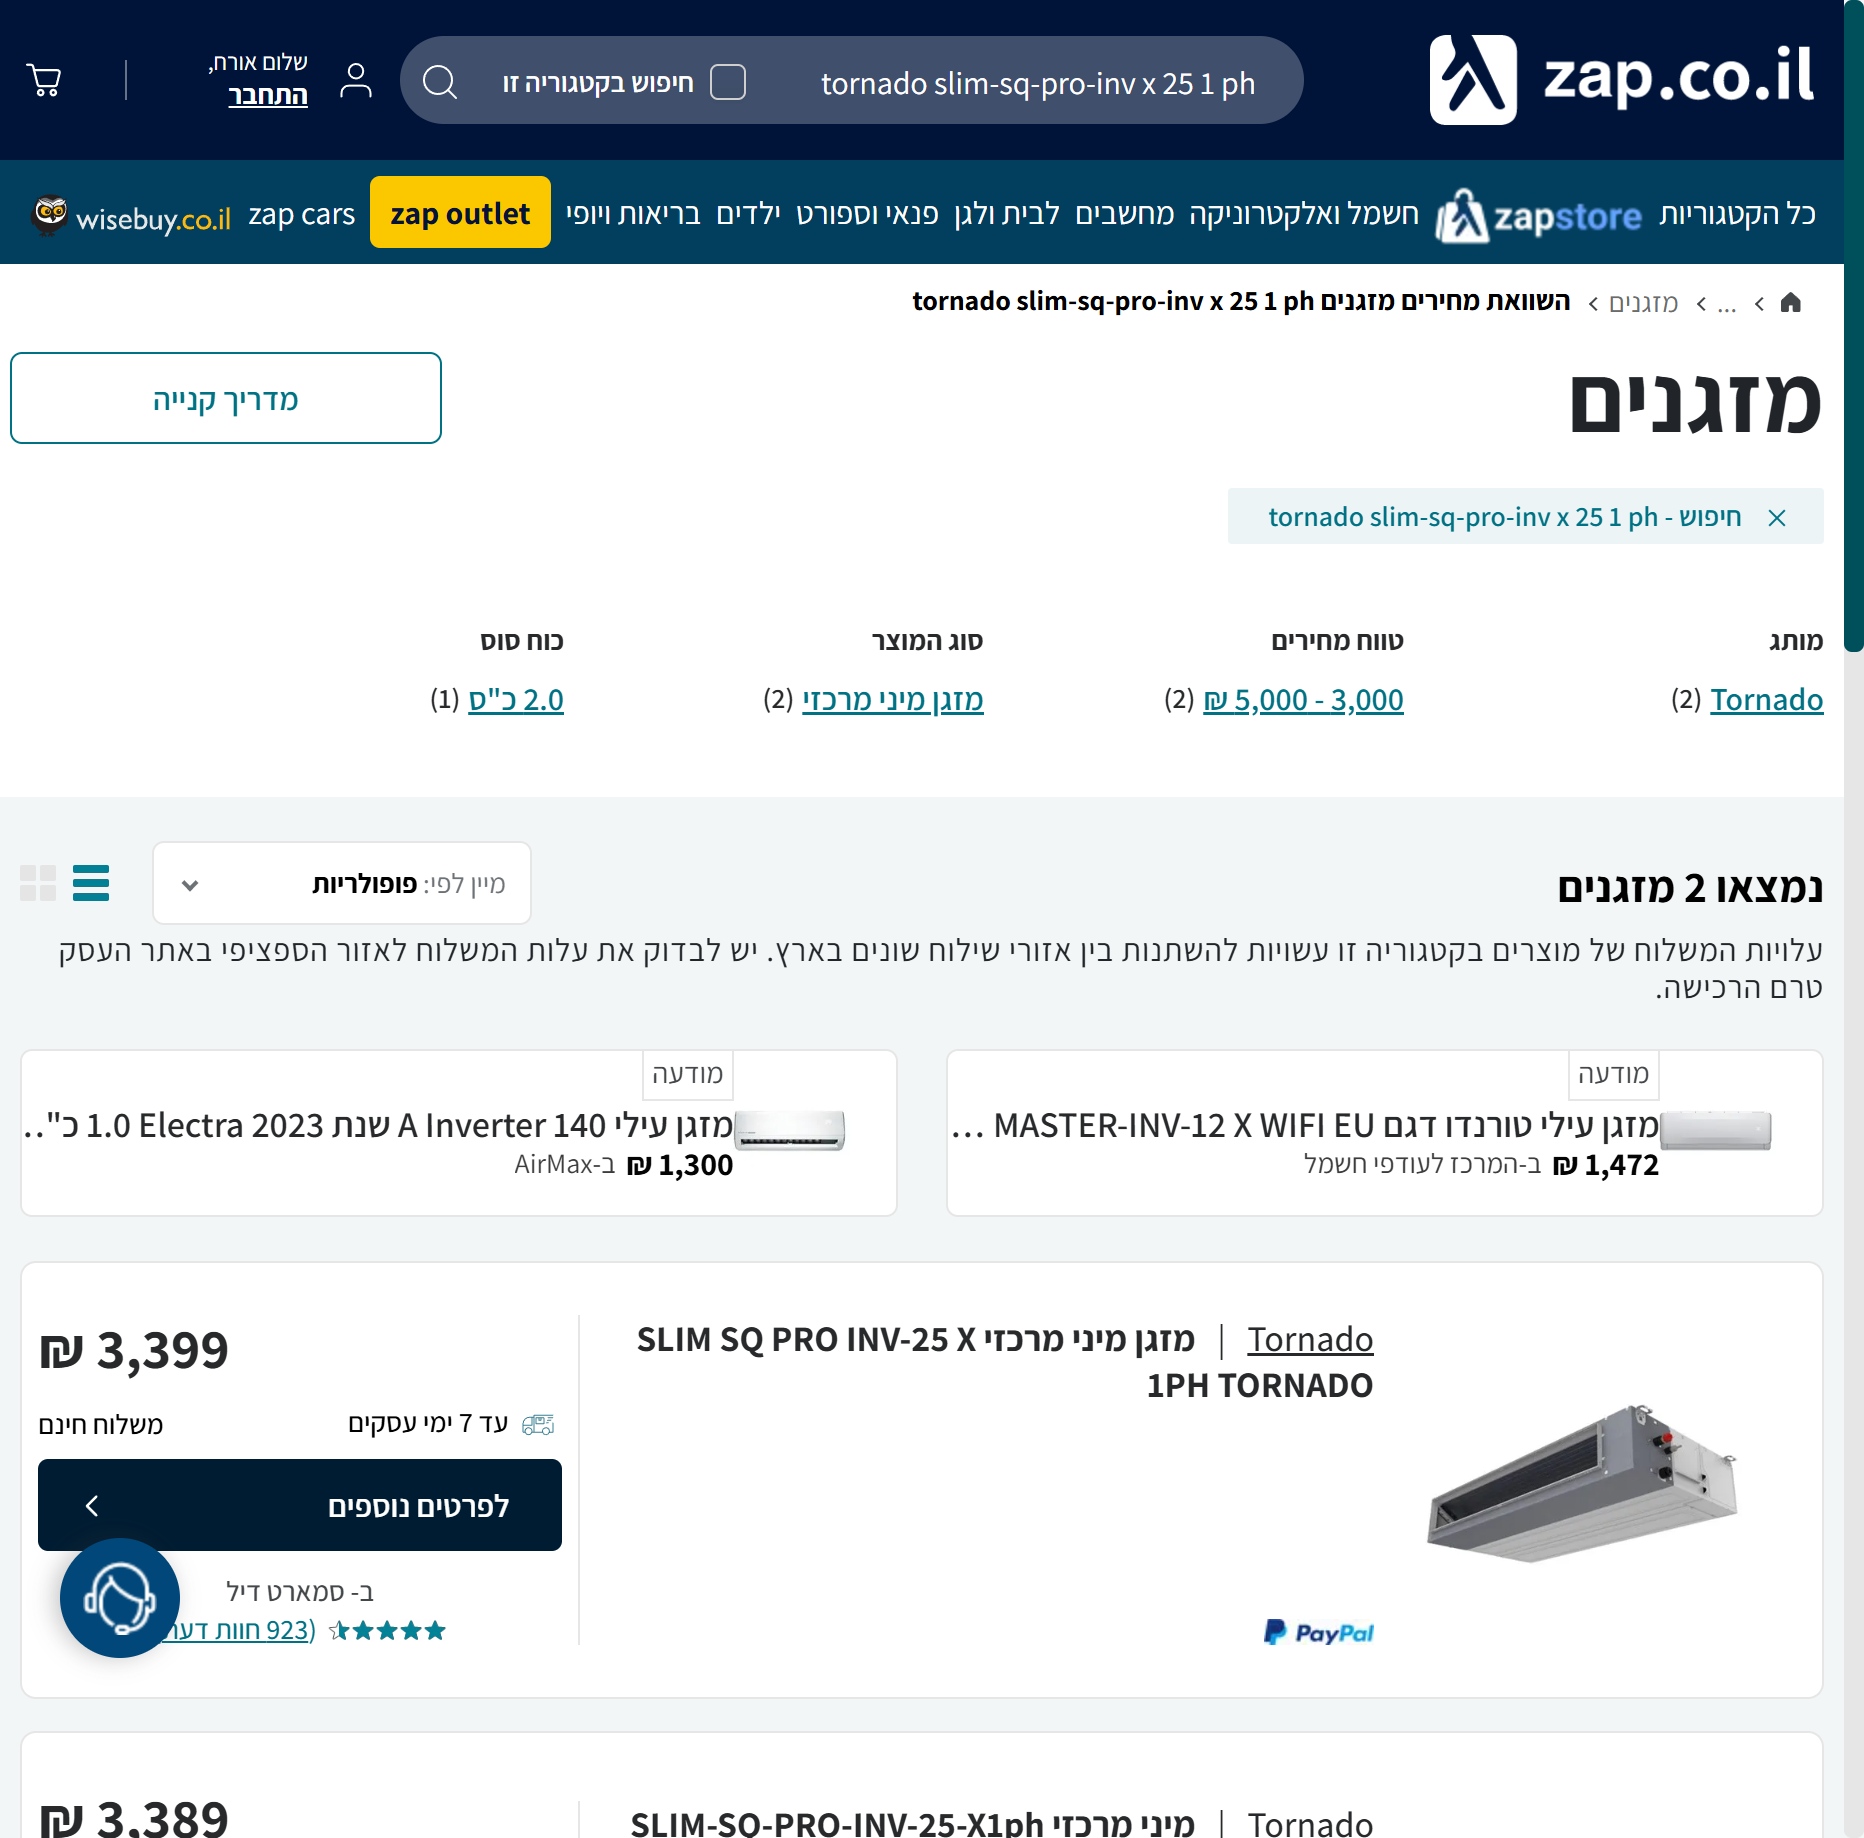 zap.co.il
tornado slim-sq-pro-inv x 25 1 ph
חיפוש בקטגוריה זו
שלום אורח,
התחבר
כל הקטגוריות
zapstore
חשמל ואלקטרוניקה
מחשבים
לבית ולגן
פנאי וספורט
ילדים
בריאות ויופי
zap outlet
zap cars
wisebuy.co.il
... מזגנים השוואת מחירים מזגנים tornado slim-sq-pro-inv x 25 1 ph
מזגנים
מדריך קנייה
חיפוש - tornado slim-sq-pro-inv x 25 1 ph
מותג
Tornado (2)
טווח מחירים
3,000 - 5,000 ₪ (2)
סוג המוצר
מזגן מיני מרכזי (2)
כוח סוס
2.0 כ"ס (1)
נמצאו 2 מזגנים
מיין לפי: פופולריות
עלויות המשלוח של מוצרים בקטגוריה זו עשויות להשתנות בין אזורי שילוח שונים בארץ. יש לבדוק את עלות המשלוח לאזור הספציפי באתר העסק
טרם הרכישה.
מודעה
מזגן עילי טורנדו דגם MASTER-INV-12 X WIFI EU ...
1,472 ₪ ב-המרכז לעודפי חשמל
מודעה
מזגן עילי A Inverter 140 שנת 2023 Electra 1.0 כ"...
1,300 ₪ ב-AirMax
Tornado | מזגן מיני מרכזי SLIM SQ PRO INV-25 X
1PH TORNADO
PayPal
3,399 ₪
עד 7 ימי עסקים
משלוח חינם
לפרטים נוספים
ב- סמארט דיל
(923 חוות דעת
Tornado | מיני מרכזי SLIM-SQ-PRO-INV-25-X1ph
3,389 ₪